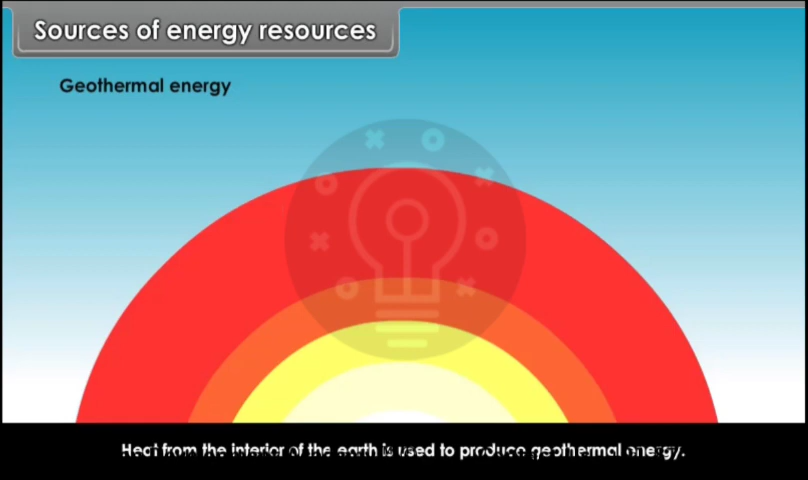 Sources of energy resources
Geothermal energy
Heat from the interior of the earth is used to produce geothermal energy.